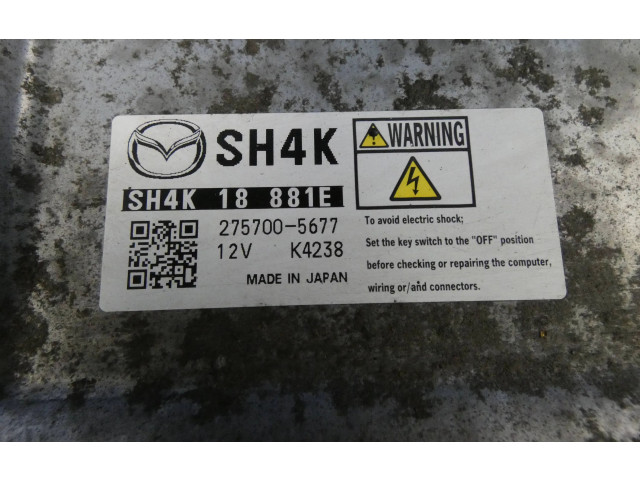 SH4K
SH4K 18 881E
275700-5677
12V K4238
MADE IN JAPAN
WARNING
To avoid electric shock;
Set the key switch to the "OFF" position
before checking or repairing the computer,
wiring or/and connectors.